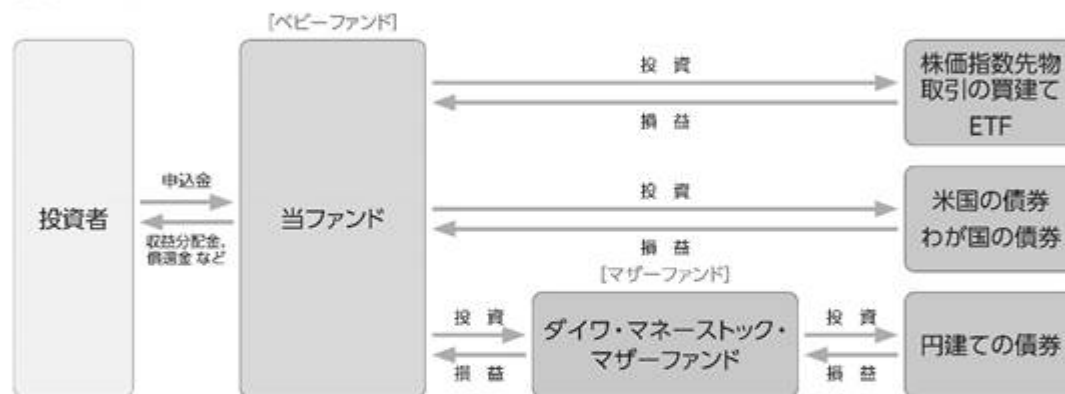 [ベビーファンド]
投資者
申込金
収益分配金、
償還金 など
当ファンド
投 資
損 益
株価指数先物
取引の買建て
ETF
投 資
損 益
米国の債券
わが国の債券
[マザーファンド]
投 資
損 益
ダイワ・マネーストック・
マザーファンド
投 資
損 益
円建ての債券